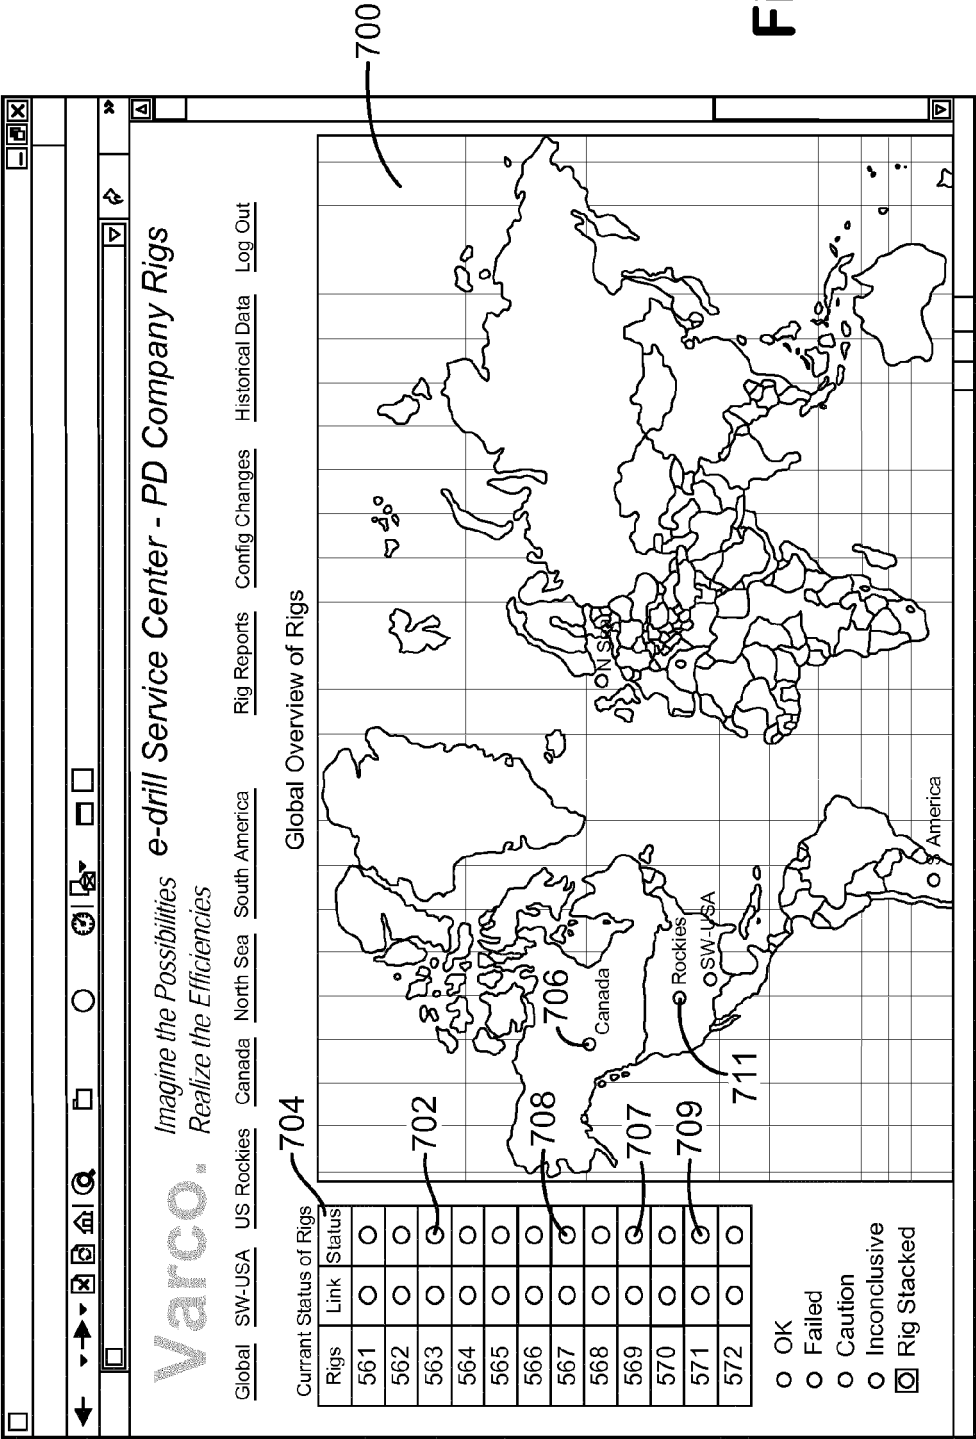 Varco.
Imagine the Possibilities
Realize the Efficiencies
e-drill Service Center - PD Company Rigs
Global SW-USA US Rockies Canada North Sea South America Rig Reports Config Changes Historical Data Log Out
704
Currant Status of Rigs
Global Overview of Rigs
700
Rigs Link Status
561
562
563
702
564
565
566
567
708
568
569
707
570
571
709
572
706
Canada
Rockies
711
SW-USA
S America
OK
Failed
Caution
Inconclusive
Rig Stacked